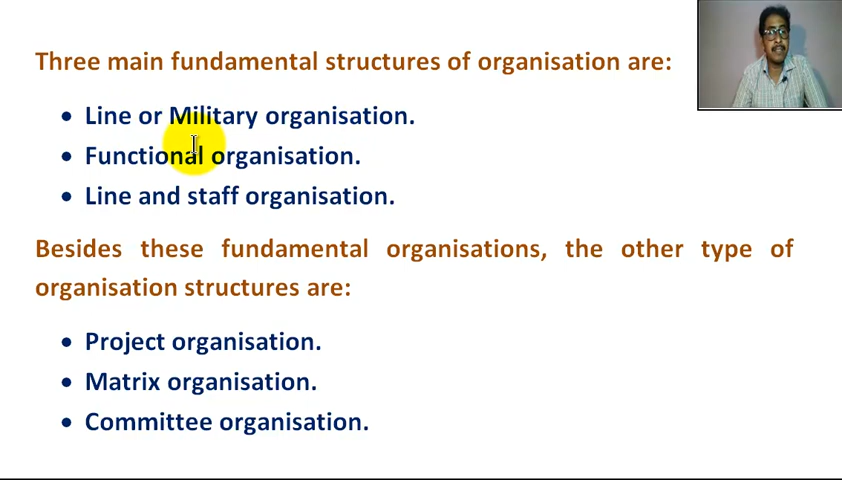 Three main fundamental structures of organisation are:
• Line or Military organisation.
• Functional organisation.
• Line and staff organisation.
Besides these fundamental organisations, the other type of
organisation structures are:
• Project organisation.
• Matrix organisation.
• Committee organisation.